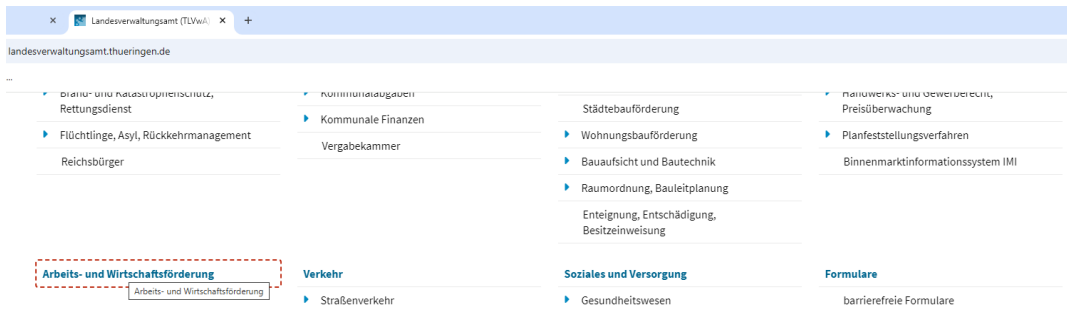 Landesverwaltungsamt (TLVwA)
landesverwaltungsamt.thueringen.de
...
Brand- und Katastrophenschutz,
Rettungsdienst
Flüchtlinge, Asyl, Rückkehrmanagement
Reichsbürger
Kommunalabgaben
Kommunale Finanzen
Vergabekammer
Städtebauförderung
Wohnungsbauförderung
Bauaufsicht und Bautechnik
Raumordnung, Bauleitplanung
Enteignung, Entschädigung,
Besitzeinweisung
Handwerks- und Gewerberecht,
Preisüberwachung
Planfeststellungsverfahren
Binnenmarktinformationssystem IMI
Arbeits- und Wirtschaftsförderung
Arbeits- und Wirtschaftsförderung
Verkehr
Straßenverkehr
Soziales und Versorgung
Gesundheitswesen
Formulare
barrierefreie Formulare